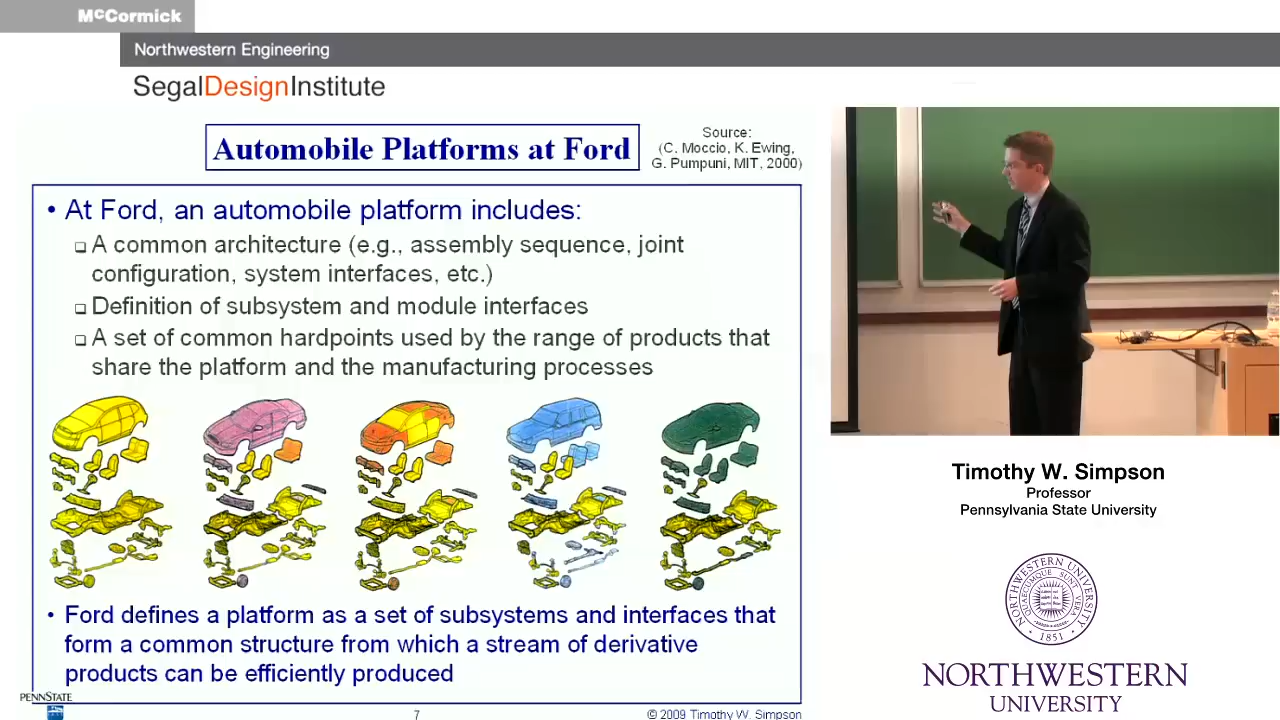 McCormick
Northwestern Engineering
SegalDesignInstitute
Automobile Platforms at Ford
Source:
(C. Moccio, K. Ewing,
G. Pumpuni, MIT, 2000)
• At Ford, an automobile platform includes:
❑ A common architecture (e.g., assembly sequence, joint
configuration, system interfaces, etc.)
❑ Definition of subsystem and module interfaces
❑ A set of common hardpoints used by the range of products that
share the platform and the manufacturing processes
• Ford defines a platform as a set of subsystems and interfaces that
form a common structure from which a stream of derivative
products can be efficiently produced
PENNSTATE
7
© 2009 Timothy W. Simpson
Timothy W. Simpson
Professor
Pennsylvania State University
NORTHWESTERN UNIVERSITY
1851
NORTHWESTERN
UNIVERSITY